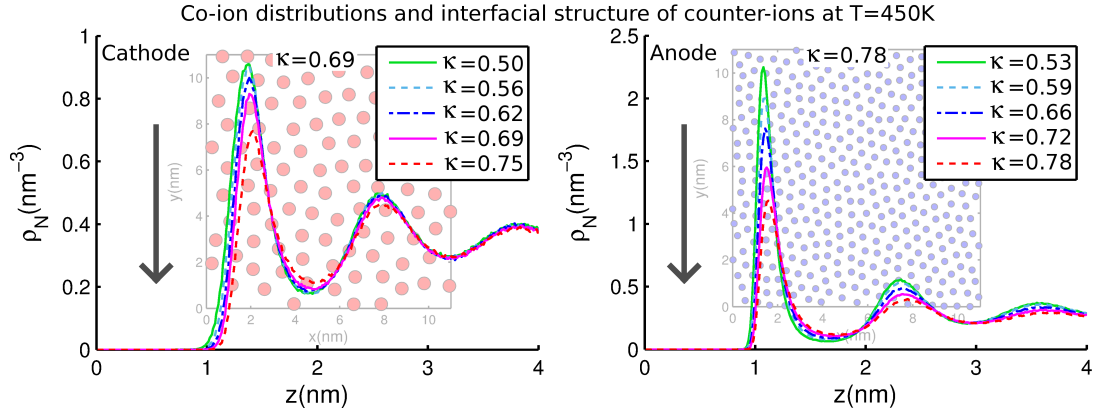 Co-ion distributions and interfacial structure of counter-ions at T=450K
Cathode
κ=0.69
κ=0.50
κ=0.56
κ=0.62
κ=0.69
κ=0.75
ρN(nm−3)
1
0.8
0.6
0.4
0.2
0
0 1 2 3 4
z(nm)
y(nm)
10
8
6
4
2
0
0 2 4 6 8 10
x(nm)
Anode
κ=0.78
κ=0.53
κ=0.59
κ=0.66
κ=0.72
κ=0.78
ρN(nm−3)
2.5
2
1.5
1
0.5
0
0 1 2 3 4
z(nm)
y(nm)
10
8
6
4
2
0
0 2 4 6 8 10
x(nm)